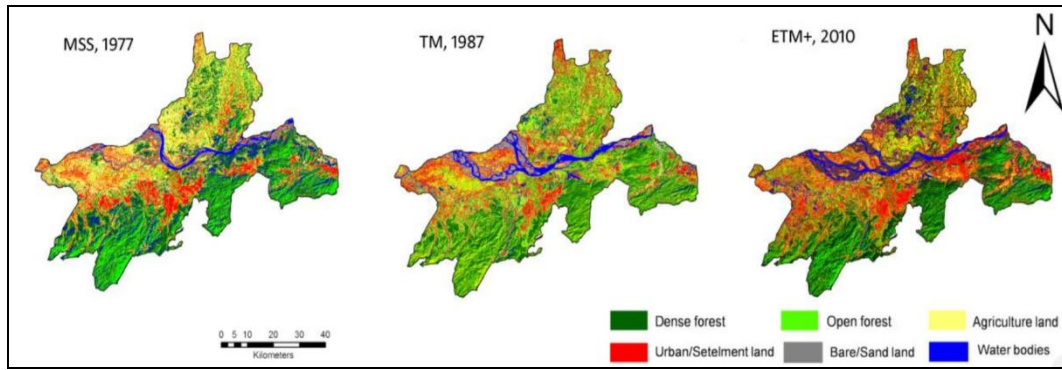 MSS, 1977
TM, 1987
ETM+, 2010
N
0 5 10 20 30 40
Kilometers
Dense forest
Open forest
Agriculture land
Urban/Setelment land
Bare/Sand land
Water bodies